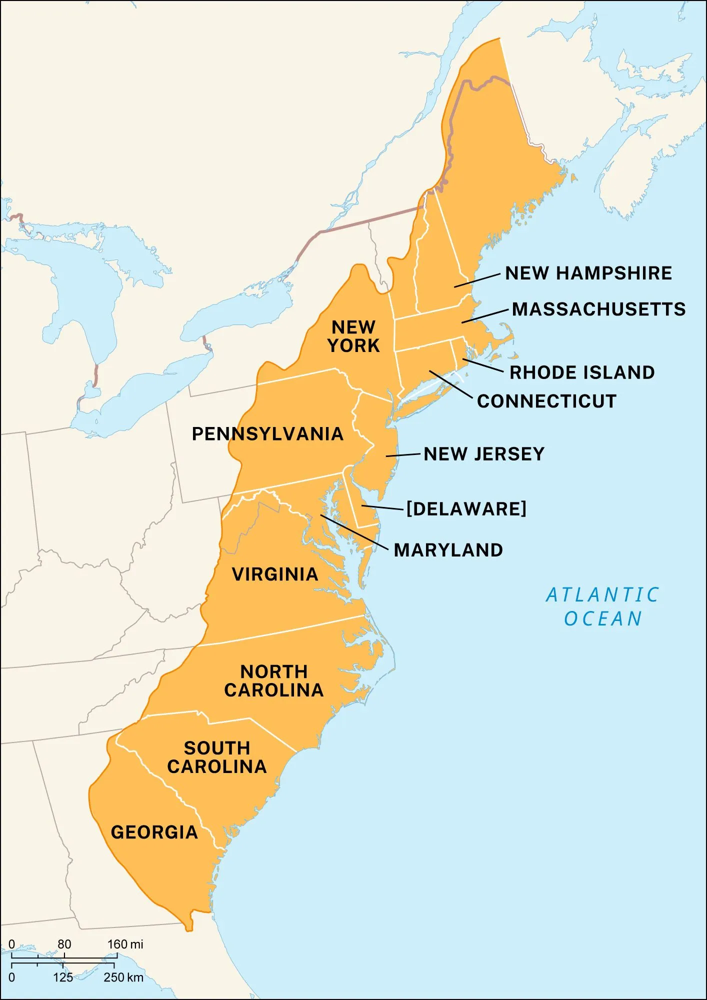 NEW HAMPSHIRE
MASSACHUSETTS
NEW
YORK
RHODE ISLAND
CONNECTICUT
PENNSYLVANIA
NEW JERSEY
[DELAWARE]
MARYLAND
VIRGINIA
ATLANTIC
OCEAN
NORTH
CAROLINA
SOUTH
CAROLINA
GEORGIA
0 80 160 mi
0 125 250 km